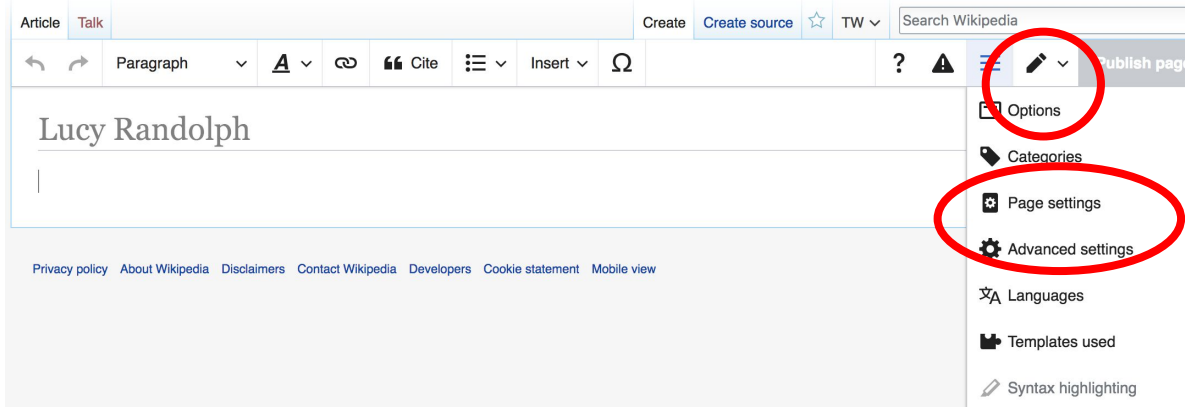 Article Talk Create Create source TW Search Wikipedia
Paragraph A Cite Insert Ω ? Publish page
Lucy Randolph
Options
Categories
Page settings
Advanced settings
Privacy policy About Wikipedia Disclaimers Contact Wikipedia Developers Cookie statement Mobile view
文A Languages
Templates used
Syntax highlighting